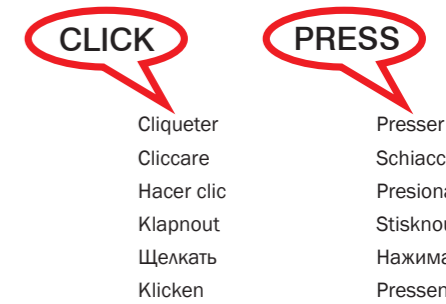 CLICK
PRESS
Cliqueter
Cliccare
Hacer clic
Klapnout
Щелкать
Klicken
Presser
Schiacc
Presiona
Stisknou
Нажима
Pressen